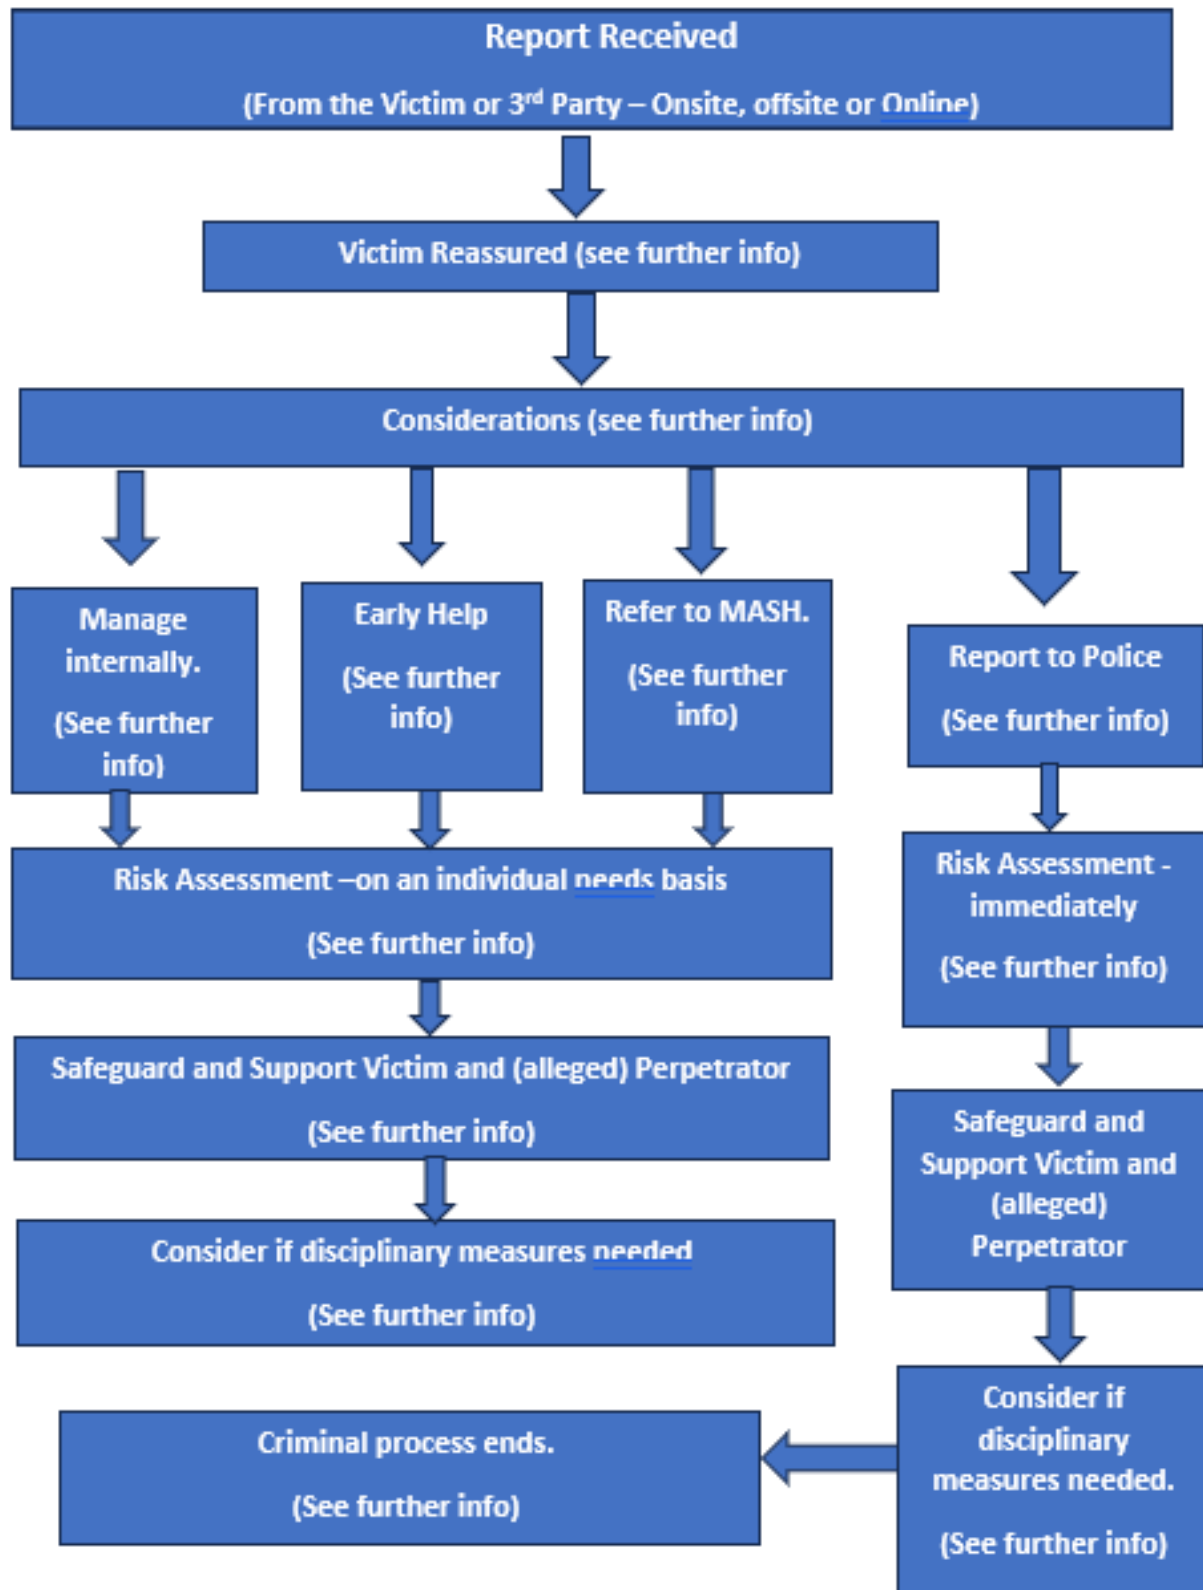 Report Received
(From the Victim or 3rd Party – Onsite, offsite or Online)
Victim Reassured (see further info)
Considerations (see further info)
Manage
internally.
(See further
info)
Early Help
(See further
info)
Refer to MASH.
(See further
info)
Report to Police
(See further info)
Risk Assessment –on an individual needs basis
(See further info)
Risk Assessment -
immediately
(See further info)
Safeguard and Support Victim and (alleged) Perpetrator
(See further info)
Safeguard and
Support Victim and
(alleged)
Perpetrator
Consider if disciplinary measures needed
(See further info)
Consider if
disciplinary
measures needed.
(See further info)
Criminal process ends.
(See further info)